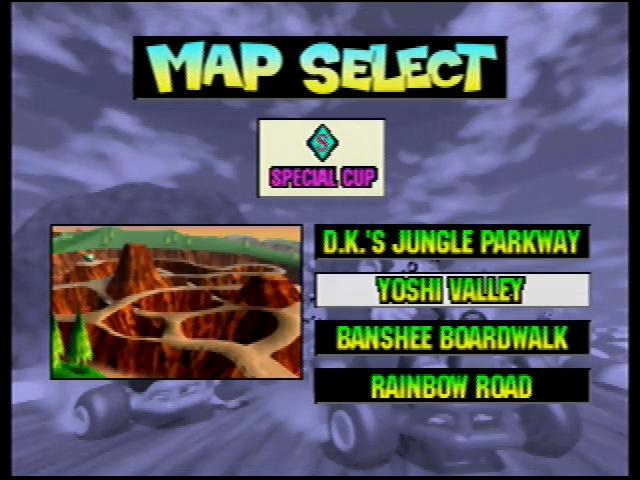 MAP SELECT
S
SPECIAL CUP
D.K.'S JUNGLE PARKWAY
YOSHI VALLEY
BANSHEE BOARDWALK
RAINBOW ROAD